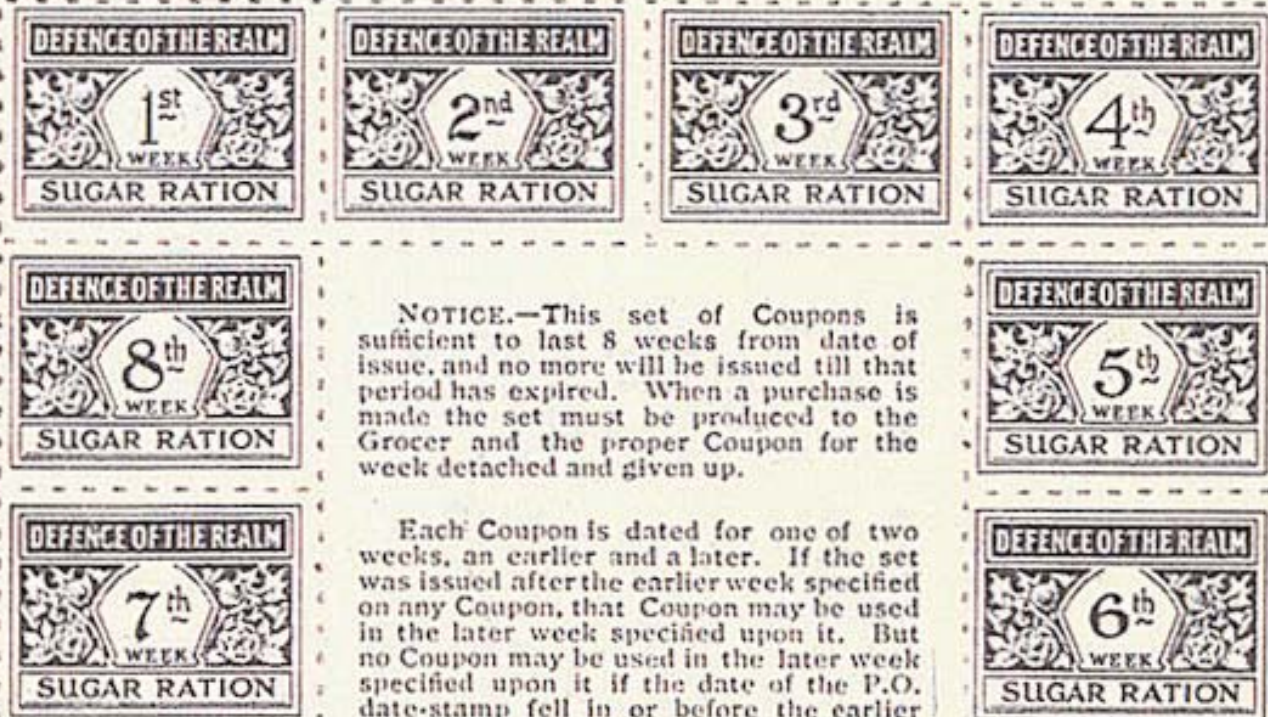 DEFENCE OF THE REALM
1st
WEEK
SUGAR RATION
DEFENCE OF THE REALM
2nd
WEEK
SUGAR RATION
DEFENCE OF THE REALM
3rd
WEEK
SUGAR RATION
DEFENCE OF THE REALM
4th
WEEK
SUGAR RATION
DEFENCE OF THE REALM
8th
WEEK
SUGAR RATION
NOTICE.—This set of Coupons is
sufficient to last 8 weeks from date of
issue, and no more will be issued till that
period has expired. When a purchase is
made the set must be produced to the
Grocer and the proper Coupon for the
week detached and given up.
DEFENCE OF THE REALM
5th
WEEK
SUGAR RATION
DEFENCE OF THE REALM
7th
WEEK
SUGAR RATION
Each Coupon is dated for one of two
weeks, an earlier and a later. If the set
was issued after the earlier week specified
on any Coupon, that Coupon may be used
in the later week specified upon it. But
no Coupon may be used in the later week
specified upon it if the date of the P.O.
date-stamp fell in or before the earlier
DEFENCE OF THE REALM
6th
WEEK
SUGAR RATION